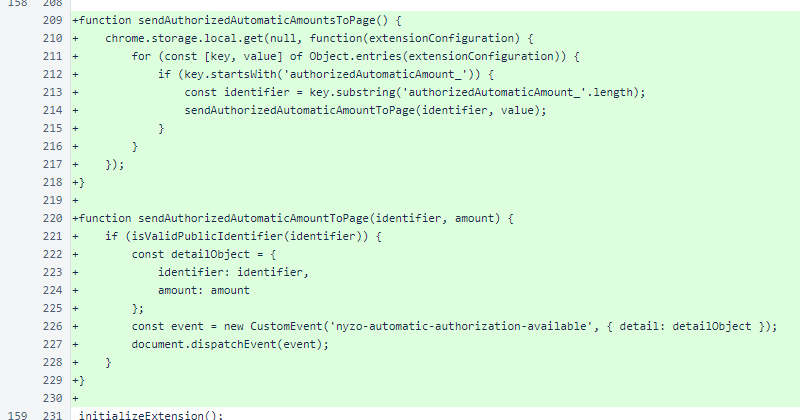 158 208
209 +function sendAuthorizedAutomaticAmountsToPage() {
210 +    chrome.storage.local.get(null, function(extensionConfiguration) {
211 +        for (const [key, value] of Object.entries(extensionConfiguration)) {
212 +            if (key.startsWith('authorizedAutomaticAmount_')) {
213 +                const identifier = key.substring('authorizedAutomaticAmount_'.length);
214 +                sendAuthorizedAutomaticAmountToPage(identifier, value);
215 +            }
216 +        }
217 +    });
218 +}
219 +
220 +function sendAuthorizedAutomaticAmountToPage(identifier, amount) {
221 +    if (isValidPublicIdentifier(identifier)) {
222 +        const detailObject = {
223 +            identifier: identifier,
224 +            amount: amount
225 +        };
226 +        const event = new CustomEvent('nyzo-automatic-authorization-available', { detail: detailObject });
227 +        document.dispatchEvent(event);
228 +    }
229 +}
230 +
159 231 initializeExtension();